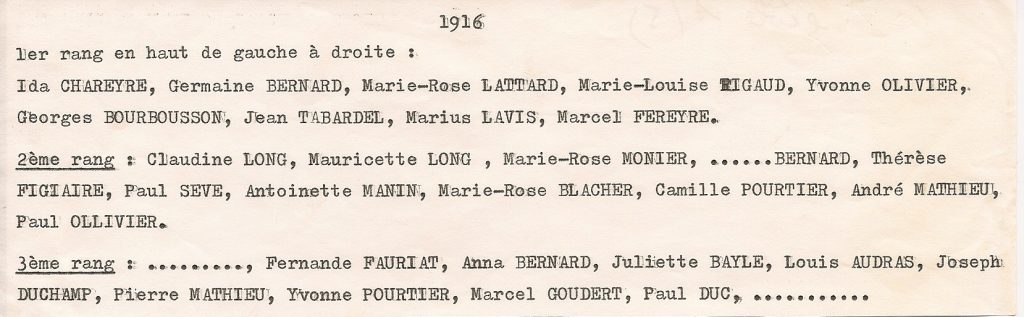 1916
1er rang en haut de gauche à droite :
Ida CHAREYRE, Germaine BERNARD, Marie-Rose LATTARD, Marie-Louise RIGAUD, Yvonne OLIVIER,
Georges BOURBOUSSON, Jean TABARDEL, Marius LAVIS, Marcel FEREYRE.
2ème rang : Claudine LONG, Mauricette LONG , Marie-Rose MONIER, ......BERNARD, Thérèse
FIGIAIRE, Paul SEVE, Antoinette MANIN, Marie-Rose BLACHER, Camille POURTIER, André MATHIEU,
Paul OLLIVIER.
3ème rang : ........., Fernande FAURIAT, Anna BERNARD, Juliette BAYLE, Louis AUDRAS, Joseph
DUCHAMP, Pierre MATHIEU, Yvonne POURTIER, Marcel GOUDERT, Paul DUC, ...........